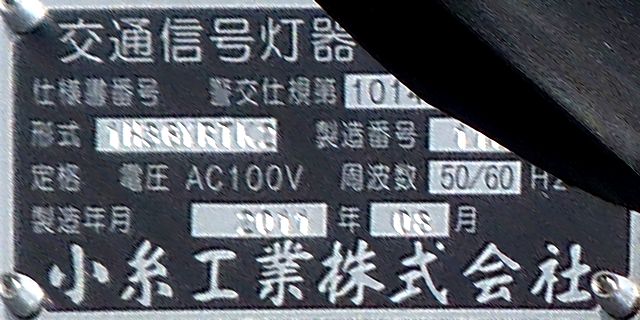 交通信号灯器
仕様書番号 警交仕規第 1014
形式 製造番号
定格 電圧 AC100V 周波数 50/60 Hz
製造年月 2011 年 08 月
小糸工業株式会社